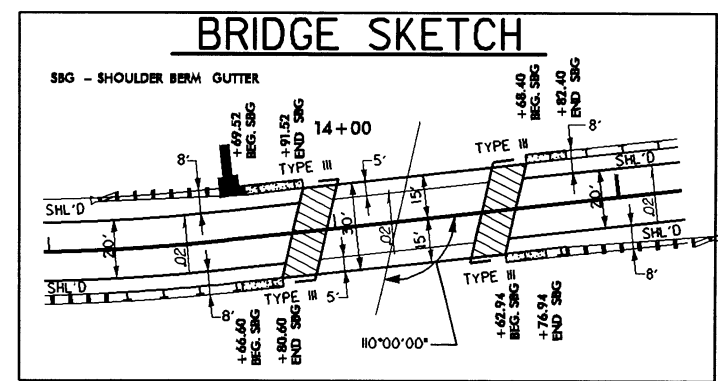 BRIDGE SKETCH
SBG - SHOULDER BERM GUTTER
+69.52
BEG. SBG
+91.52
END SBG
14+00
+68.40
BEG. SBG
+82.40
END SBG
8'
TYPE III
5'
TYPE III
8'
SHL'D
SHL'D
20'
.02
30'
.02
15'
15'
20'
.02
SHL'D
SHL'D
8'
TYPE III
5'
TYPE III
8'
+66.60
BEG. SBG
+80.60
END SBG
110°00'00"
+62.94
BEG. SBG
+76.94
END SBG